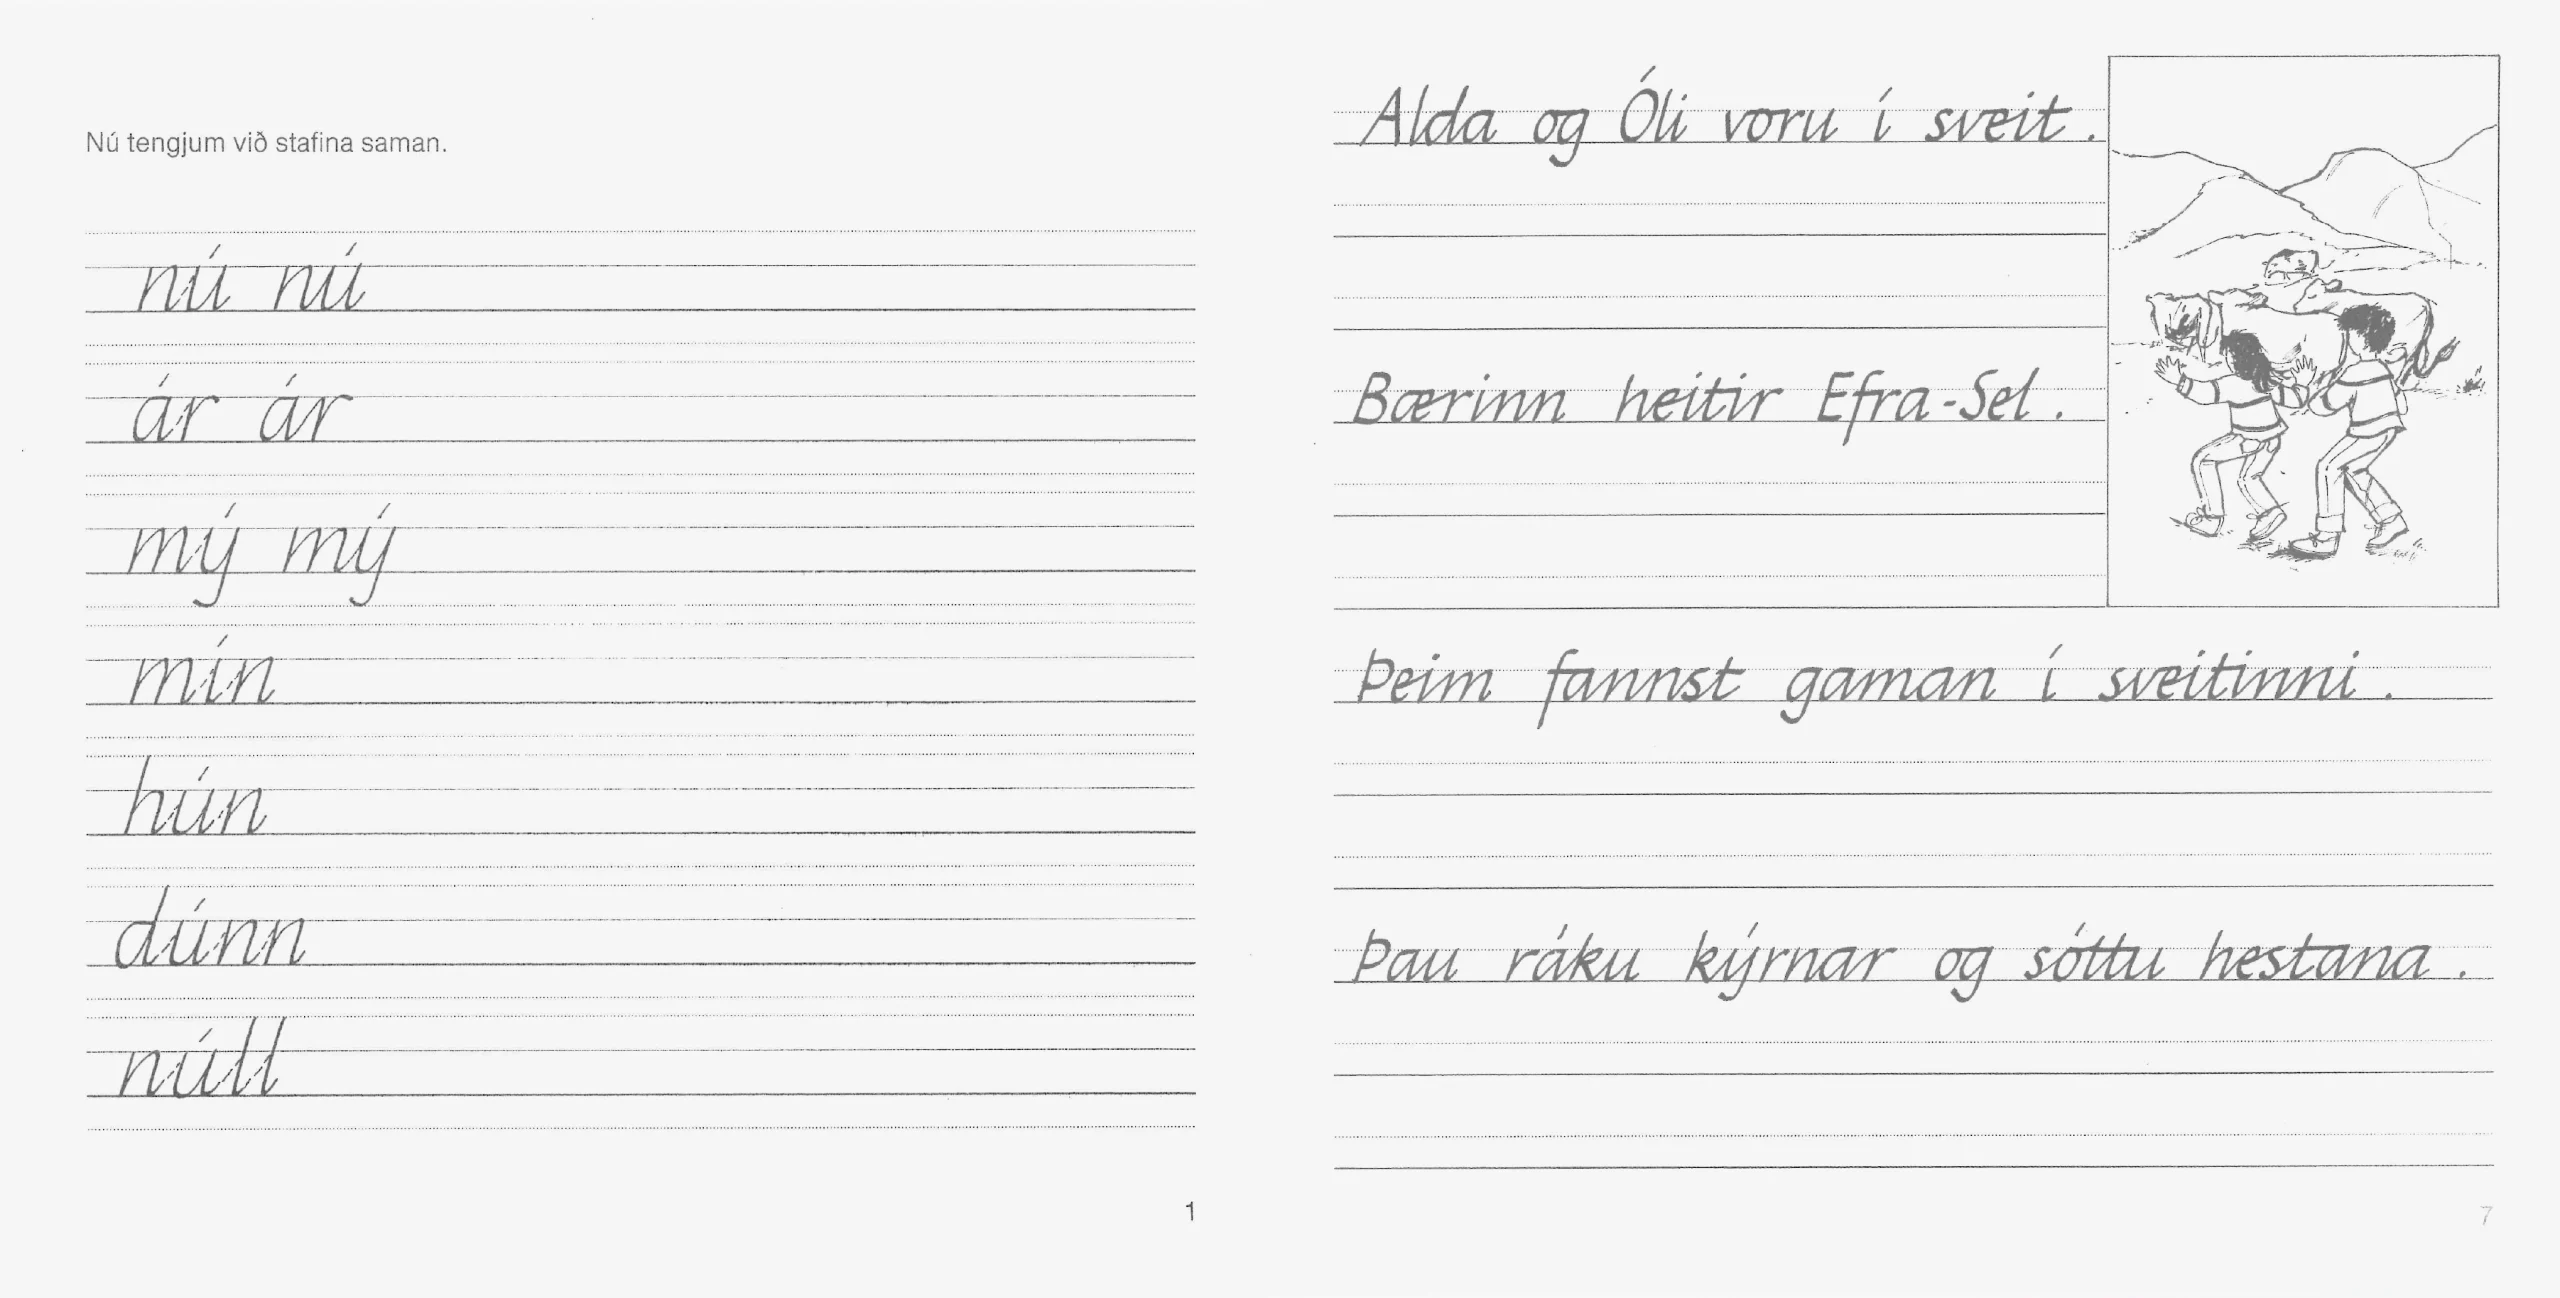 Nú tengjum við stafina saman.
nú nú
ár ár
mý mý
mín
hún
dúnn
núll
1
Alda og Óli voru í sveit.
Bærinn heitir Efra-Sel.
Þeim fannst gaman í sveitinni.
Þau ráku kýrnar og sóttu hestana.
7